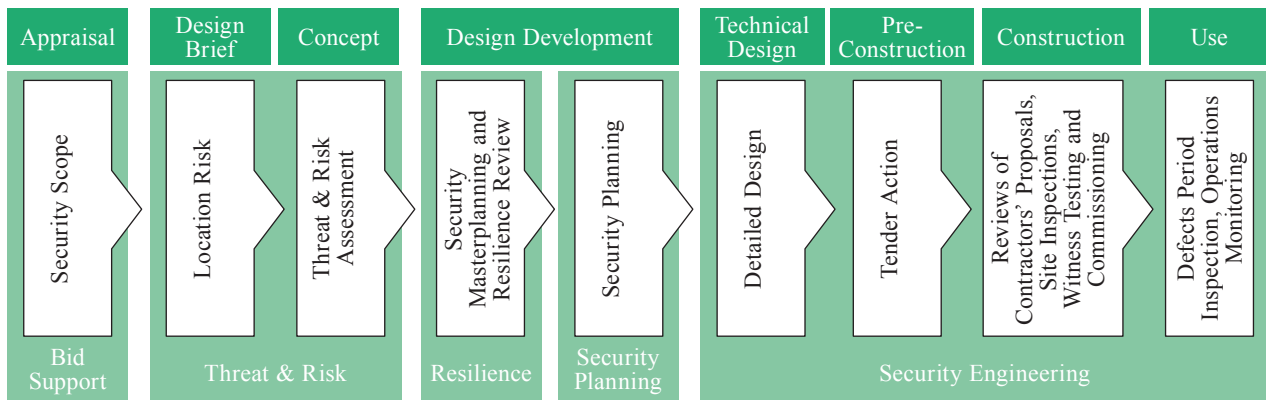 Appraisal
Design
Brief
Concept
Design Development
Technical
Design
Pre-
Construction
Construction
Use
Security Scope
Location Risk
Threat & Risk
Assessment
Security
Masterplanning and
Resilience Review
Security Planning
Detailed Design
Tender Action
Reviews of
Contractors’ Proposals,
Site Inspections,
Witness Testing and
Commissioning
Defects Period
Inspection, Operations
Monitoring
Bid
Support
Threat & Risk
Resilience
Security
Planning
Security Engineering